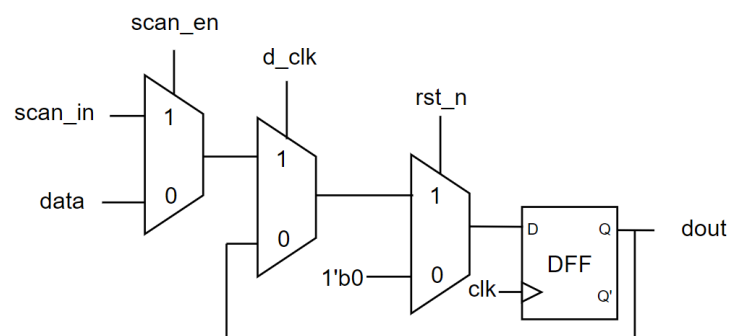 scan_en
d_clk
rst_n
scan_in
1
data
0
1
0
1
1'b0
0
D
Q
DFF
clk
Q'
dout